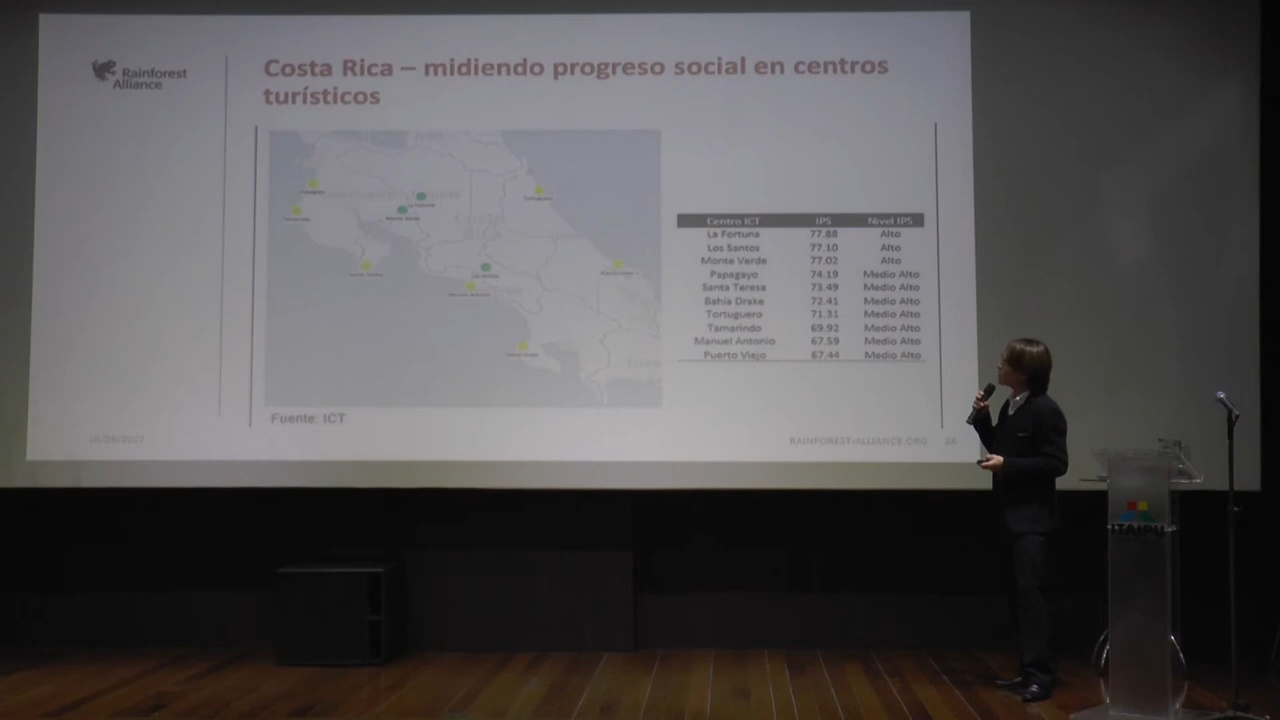 Rainforest
Alliance
Costa Rica – midiendo progreso social en centros
turísticos
Centro ICT IPS Nivel IPS
La Fortuna 77.88 Alto
Los Santos 77.10 Alto
Monte Verde 77.02 Alto
Papagayo 74.19 Medio Alto
Santa Teresa 73.49 Medio Alto
Bahía Drake 72.41 Medio Alto
Tortuguero 71.31 Medio Alto
Tamarindo 69.92 Medio Alto
Manuel Antonio 67.59 Medio Alto
Puerto Viejo 67.44 Medio Alto
Fuente: ICT
RAINFOREST-ALLIANCE.ORG 26
ITAIPU